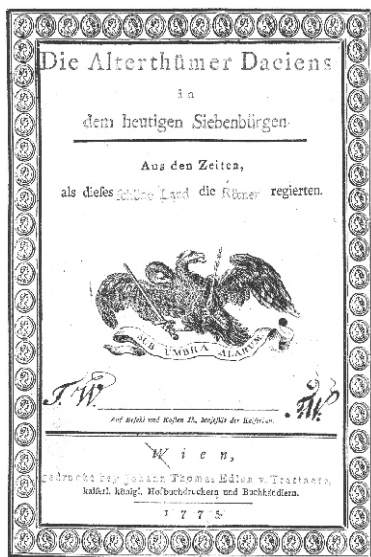 Die Alterthümer Daciens
in
dem heutigen Siebenbürgen.
Aus den Zeiten,
als dieses schöne Land die Römer regierten.
SUB UMBRA ALARUM
T. W.
T. W.
Auf Befehl und Kosten Ih. Majestät der Kaiserinn.
Wien,
gedruckt bey Johann Thomas Edlen v. Trattnern,
kaiserl. königl. Hofbuchdruckern und Buchhändlern.
1775.